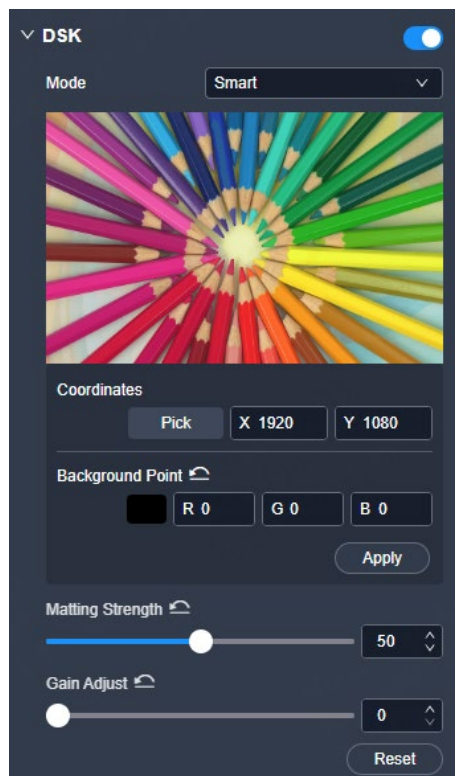 DSK
Mode Smart
Coordinates
Pick X 1920 Y 1080
Background Point
R 0 G 0 B 0
Apply
Matting Strength
50
Gain Adjust
0
Reset